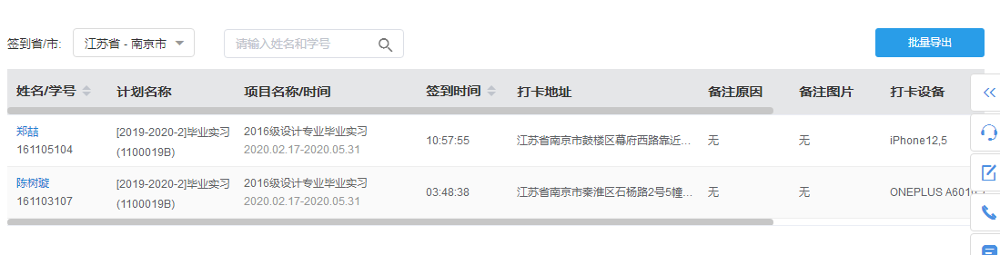 签到省/市: 江苏省 - 南京市 请输入姓名和学号 批量导出
姓名/学号 计划名称 项目名称/时间 签到时间 打卡地址 备注原因 备注图片 打卡设备
郑喆 [2019-2020-2]毕业实习 2016级设计专业毕业实习
10:57:55 江苏省南京市鼓楼区幕府西路靠近... 无 无 iPhone12,5
161105104 (1100019B) 2020.02.17-2020.05.31
陈树璇 [2019-2020-2]毕业实习 2016级设计专业毕业实习
03:48:38 江苏省南京市秦淮区石杨路2号5幢... 无 无 ONEPLUS A6010
161103107 (1100019B) 2020.02.17-2020.05.31